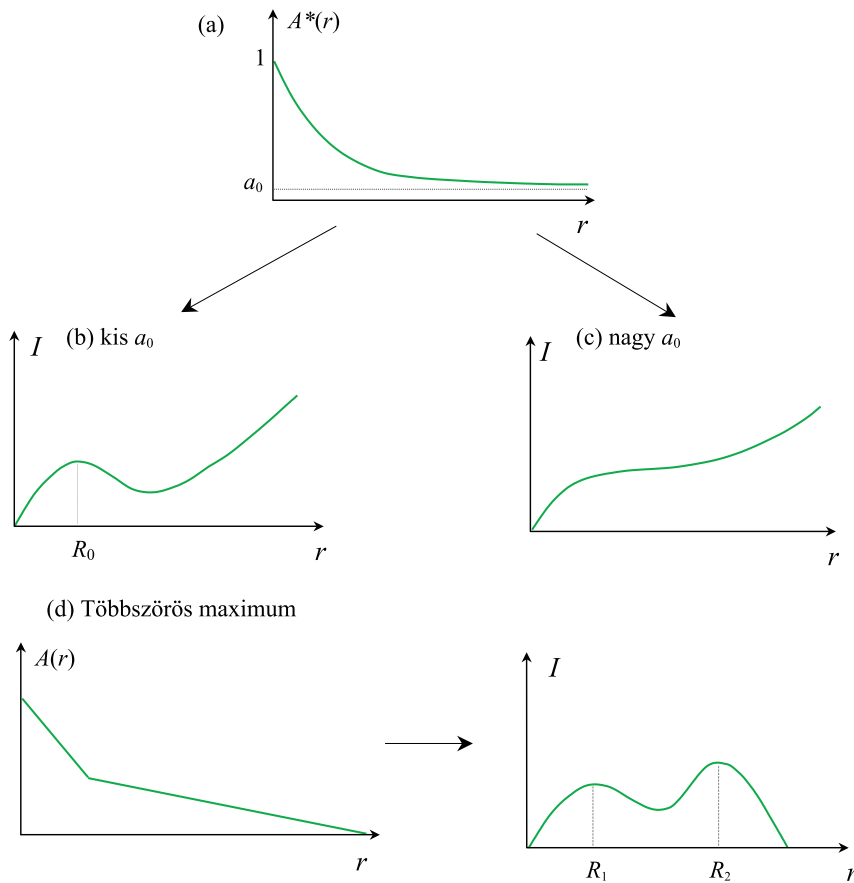 (a)
A*(r)
1
a0
r
(b) kis a0
I
R0
r
(c) nagy a0
I
r
(d) Többszörös maximum
A(r)
r
I
R1
R2
r